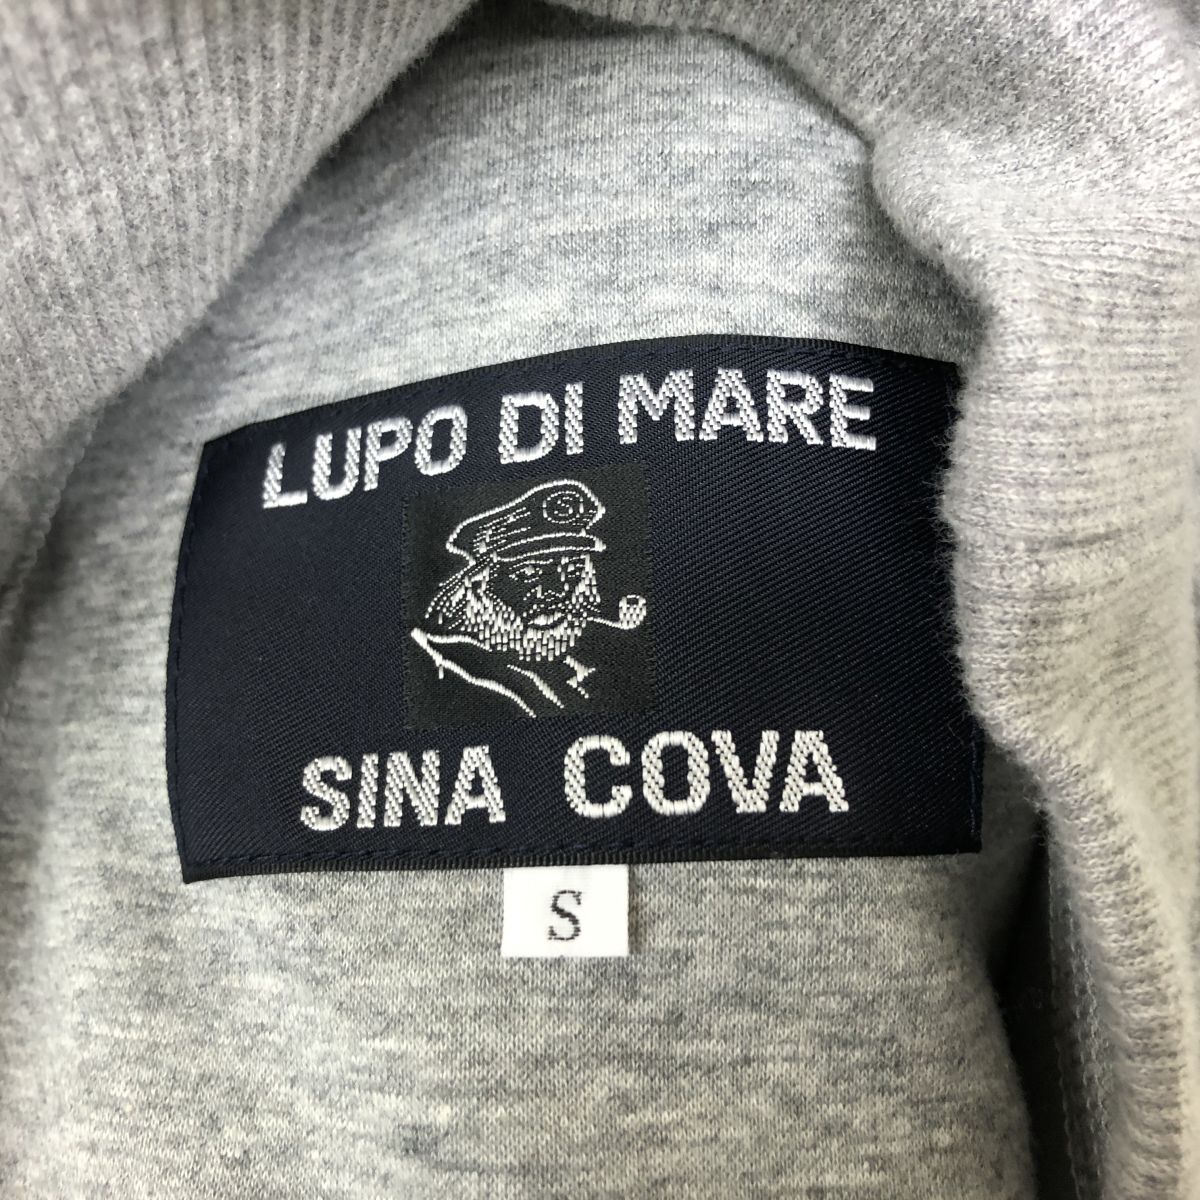 LUPO DI MARE
SINA COVA
S